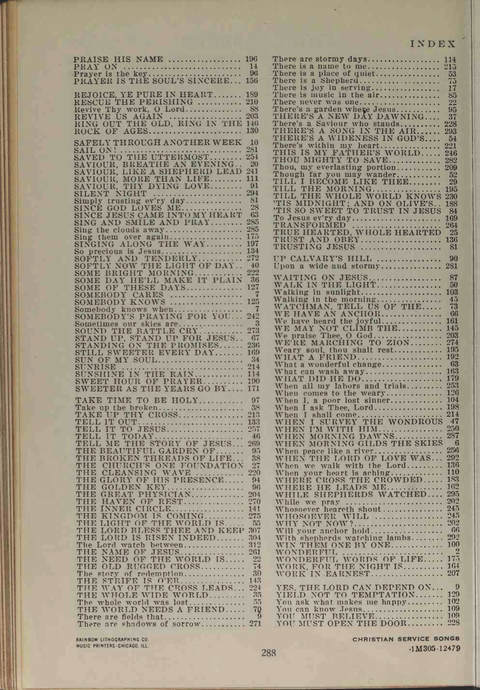 INDEX
PRAISE HIS NAME 196
PRAY ON 14
Prayer is the key 96
PRAYER IS THE SOUL'S SINCERE 156
REJOICE, YE PURE IN HEART 189
RESCUE THE PERISHING 210
Revive Thy work, O Lord 88
REVIVE US AGAIN 203
RING OUT THE OLD, RING IN THE 146
ROCK OF AGES 130
SAFELY THROUGH ANOTHER WEEK 10
SAIL ON 281
SAVED TO THE UTTERMOST 254
SAVIOUR, BREATHE AN EVENING 20
SAVIOUR, LIKE A SHEPHERD LEAD 241
SAVIOUR, MORE THAN LIFE 111
SAVIOUR, THY DYING LOVE 91
SILENT NIGHT 294
Simply trusting ev'ry day 81
SINCE GOD LOVES ME 28
SINCE JESUS CAME INTO MY HEART 63
SING AND SMILE AND PRAY 285
Sing the clouds away 285
Sing them over again 175
SINGING ALONG THE WAY 197
So precious is Jesus 134
SOFTLY AND TENDERLY 272
SOFTLY NOW THE LIGHT OF DAY 40
SOME BRIGHT MORNING 222
SOME DAY HE'LL MAKE IT PLAIN 36
SOME OF THESE DAYS 127
SOMEBODY CARES 7
SOMEBODY KNOWS 125
Somebody knows when 7
SOMEBODY'S PRAYING FOR YOU 242
Sometimes our skies are 3
SOUND THE BATTLE CRY 273
STAND UP, STAND UP FOR JESUS 67
STANDING ON THE PROMISES 236
STILL SWEETER EVERY DAY 169
SUN OF MY SOUL 34
SUNRISE 214
SUNSHINE IN THE RAIN 114
SWEET HOUR OF PRAYER 190
SWEETER AS THE YEARS GO BY 171
TAKE TIME TO BE HOLY 97
Take up the broken 38
TAKE UP THY CROSS 213
TELL IT OUT 133
TELL IT TO JESUS 257
TELL IT TODAY 46
TELL ME THE STORY OF JESUS 269
THE BEAUTIFUL GARDEN OF 95
THE BROKEN THREADS OF LIFE 38
THE CHURCH'S ONE FOUNDATION 27
THE CLEANSING WAVE 220
THE GLORY OF HIS PRESENCE 94
THE GOLDEN KEY 96
THE GREAT PHYSICIAN 204
THE HAVEN OF REST 270
THE INNER CIRCLE 141
THE KINGDOM IS COMING 275
THE LIGHT OF THE WORLD IS 55
THE LORD BLESS THEE AND KEEP 307
THE LORD IS RISEN INDEED 304
The Lord watch between 312
THE NAME OF JESUS 261
THE NEED OF THE WORLD IS 22
THE OLD RUGGED CROSS 74
The story of redemption 30
THE STRIFE IS O'ER 143
THE WAY OF THE CROSS LEADS 224
THE WHOLE WIDE WORLD 35
The whole world was lost 55
THE WORLD NEEDS A FRIEND 70
There are fields that 9
There are shadows of sorrow 271
There are stormy days 114
There is a name to me 215
There is a place of quiet 53
There is a Shepherd 75
There is joy in serving 17
There is music in the air 85
There never was one 62
There's a garden where Jesus 95
THERE'S A NEW DAY DAWNING 37
There's a Saviour who stands 228
THERE'S A SONG IN THE AIR 293
THERE'S A WIDENESS IN GOD'S 54
There's within my heart 221
THIS IS MY FATHER'S WORLD 246
THOU MIGHTY TO SAVE 282
Thou, my everlasting portion 209
Though far you may wander 52
TILL I BECOME LIKE THEE 29
TILL THE MORNING 195
TILL THE WHOLE WORLD KNOWS 230
'TIS MIDNIGHT; AND ON OLIVE'S 188
'TIS SO SWEET TO TRUST IN JESUS 84
To Jesus ev'ry day 149
TRANSFORMED 264
TRUE HEARTED, WHOLE HEARTED 25
TRUST AND OBEY 136
TRUSTING JESUS 81
UP CALVARY'S HILL 90
Upon a wide and stormy 281
WAITING ON JESUS 87
WALK IN THE LIGHT 50
Walking in sunlight 103
Walking in the morning 45
WATCHMAN, TELL US OF THE 73
WE HAVE AN ANCHOR 66
We have heard the joyful 161
WE MAY NOT CLIMB THE 145
We praise Thee, O God 203
WE'RE MARCHING TO ZION 274
Weary soul, thou shalt rest 195
WHAT A FRIEND 192
What a wonderful change 63
What can wash away 163
WHAT DID HE DO 179
When all my labors and trials 253
When comes to the weary 126
When I, a poor lost sinner 104
When I ask Thee, Lord 198
When I shall come 214
WHEN I SURVEY THE WONDROUS 47
WHEN I'M WITH HIM 250
WHEN MORNING DAWNS 287
WHEN MORNING GILDS THE SKIES 6
When peace like a river 256
WHEN THE LORD OF LOVE WAS 292
When we walk with the Lord 136
When your heart is aching 110
WHERE CROSS THE CROWDED 183
WHERE HE LEADS ME 162
WHILE SHEPHERDS WATCHED 295
While we pray 202
Whosoever heareth shout 245
WHOSOEVER WILL 245
WHY NOT NOW? 202
Will your anchor hold 66
With shepherds watching lambs 292
WIN THEM ONE BY ONE 100
WONDERFUL 2
WONDERFUL WORDS OF LIFE 175
WORK, FOR THE NIGHT IS 164
WORK IN EARNEST 207
YES, THE LORD CAN DEPEND ON 9
YIELD NOT TO TEMPTATION 129
You ask what makes me happy 102
You can know Jesus 109
YOU MUST BELIEVE 109
YOU MUST OPEN THE DOOR 228
RAINBOW LITHOGRAPHING CO.
MUSIC PRINTERS-CHICAGO, ILL.
288
CHRISTIAN SERVICE SONGS
-1M305-12479